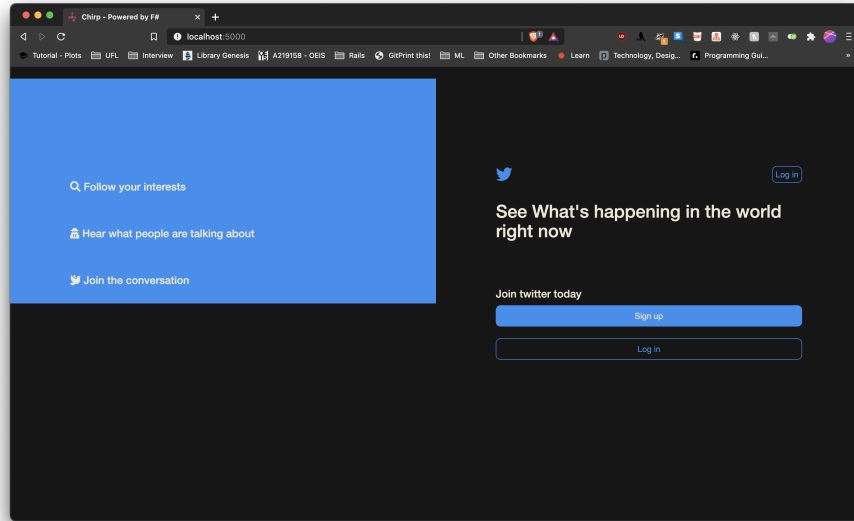 Chirp - Powered by F#
localhost:5000
Tutorial - Plots UFL Interview Library Genesis A219158 - OEIS Rails GitPrint this! ML Other Bookmarks Learn Technology, Desig... Programming Gui... »
Follow your interests
Hear what people are talking about
Join the conversation
Log in
See What's happening in the world
right now
Join twitter today
Sign up
Log in